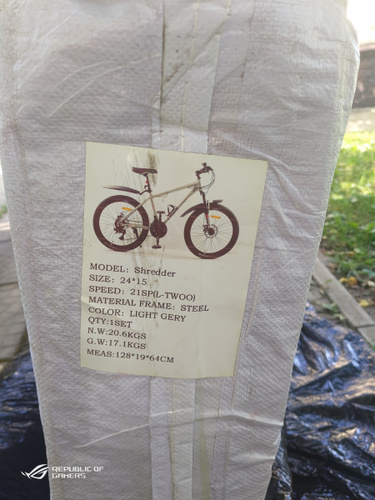 MODEL: Shredder
SIZE: 24*15
SPEED: 21SP(L-TWOO)
MATERIAL FRAME: STEEL
COLOR: LIGHT GERY
QTY:1SET
N.W:20.6KGS
G.W:17.1KGS
MEAS:128*19*64CM
REPUBLIC OF
GAMERS